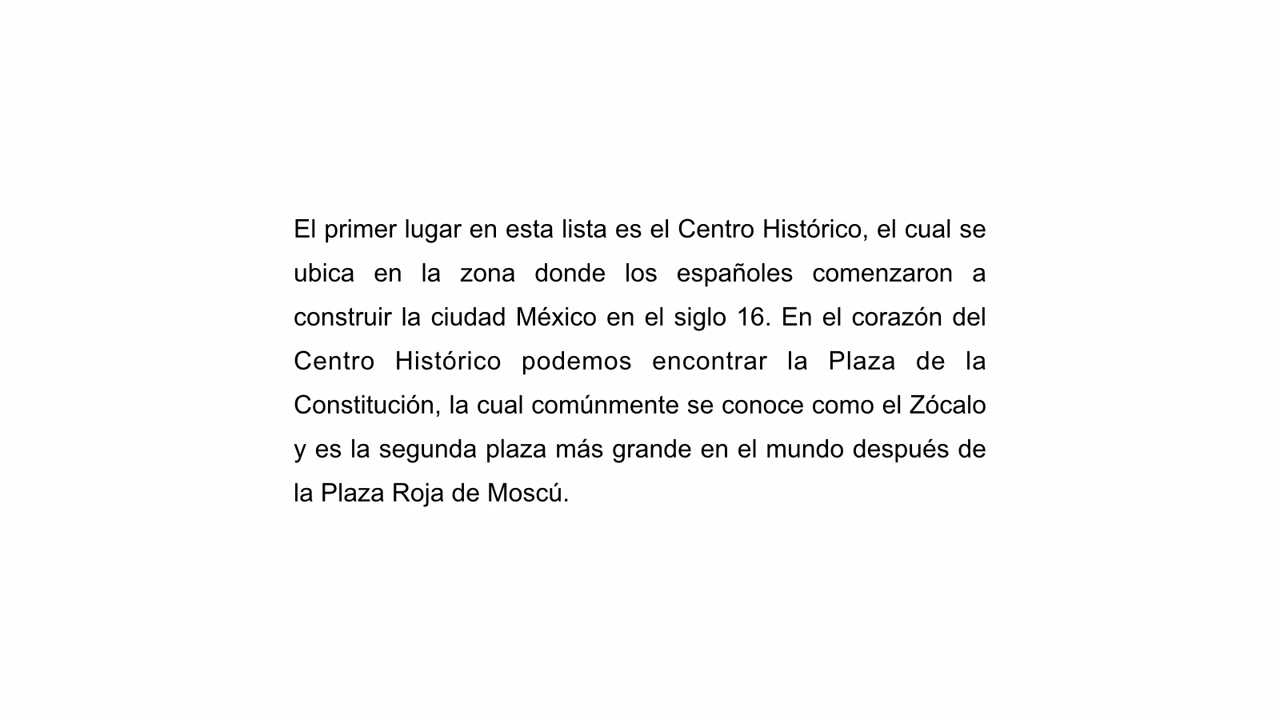 El primer lugar en esta lista es el Centro Histórico, el cual se
ubica en la zona donde los españoles comenzaron a
construir la ciudad México en el siglo 16. En el corazón del
Centro Histórico podemos encontrar la Plaza de la
Constitución, la cual comúnmente se conoce como el Zócalo
y es la segunda plaza más grande en el mundo después de
la Plaza Roja de Moscú.